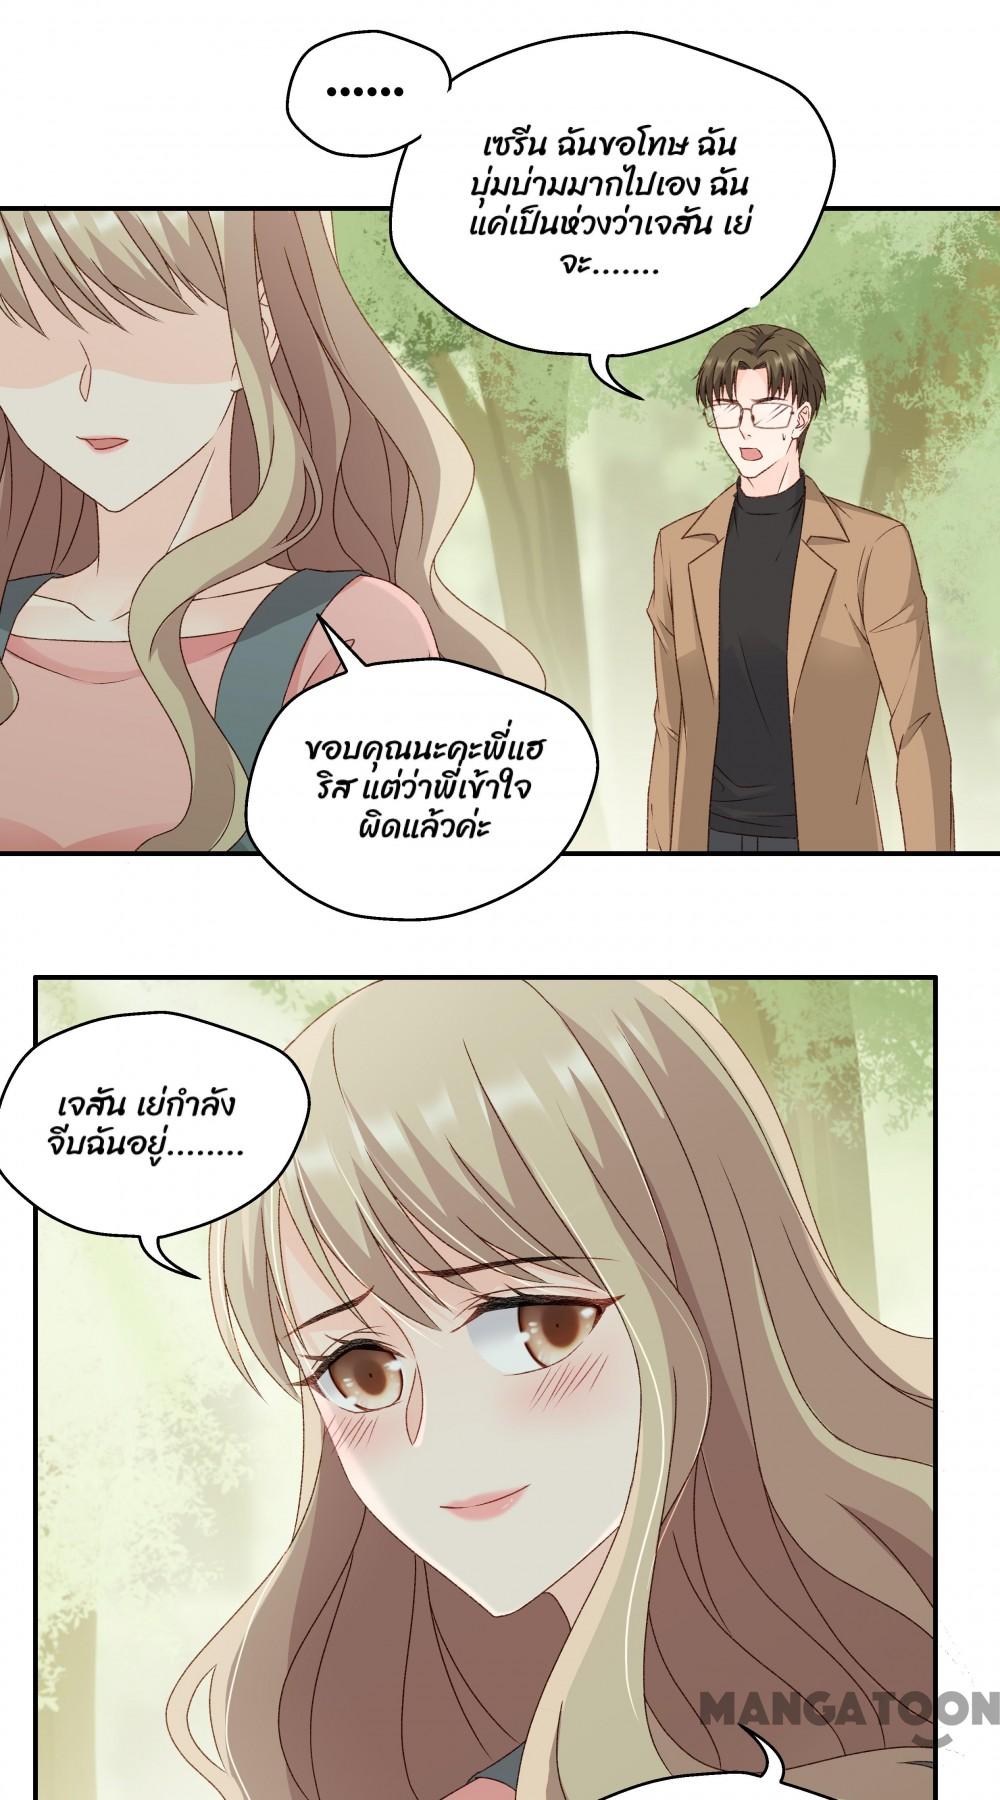 ......
เซรีน ฉันขอโทษ ฉัน
บุ่มบ่ามมากไปเอง ฉัน
แค่เป็นห่วงว่าเจสัน เย่
จะ.......
ขอบคุณนะคะพี่แฮ
ริส แต่ว่าพี่เข้าใจ
ผิดแล้วค่ะ
เจสัน เย่กำลัง
จีบฉันอยู่........
MANGATOON